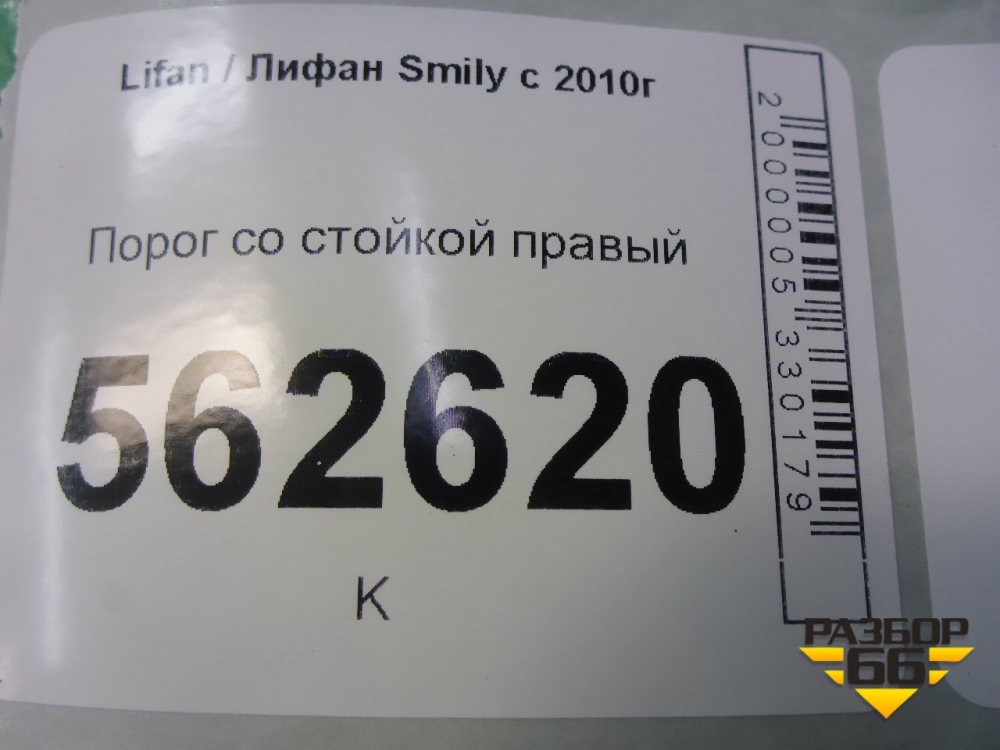 Lifan / Лифан Smily с 2010г
Порог со стойкой правый
562620
К
2000005330179
РАЗБОР
66